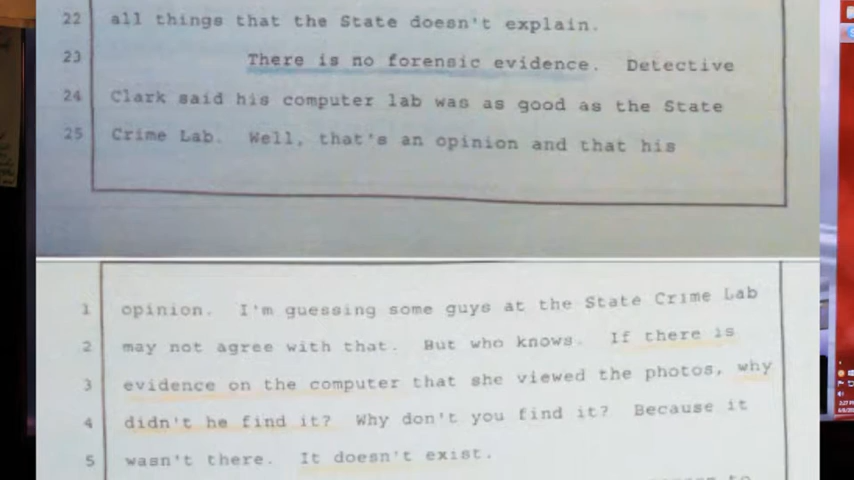 22 all things that the State doesn't explain.
23 There is no forensic evidence. Detective
24 Clark said his computer lab was as good as the State
25 Crime Lab. Well, that's an opinion and that his
1 opinion. I'm guessing some guys at the State Crime Lab
2 may not agree with that. But who knows. If there is
3 evidence on the computer that she viewed the photos, why
4 didn't he find it? Why don't you find it? Because it
5 wasn't there. It doesn't exist.